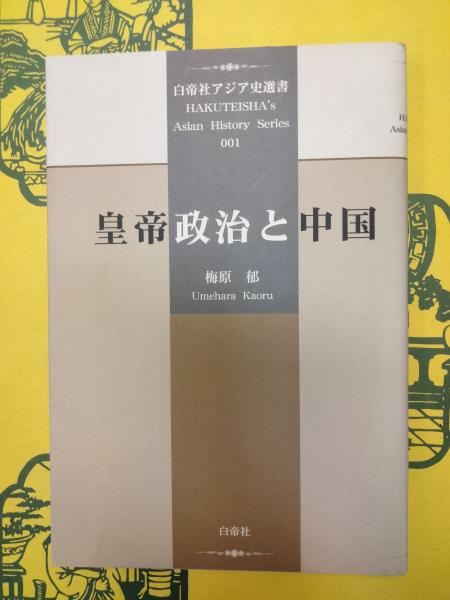 白帝社アジア史選書
HAKUTEISHA's
Asian History Series
001
皇帝政治と中国
梅原 郁
Umehara Kaoru
白帝社